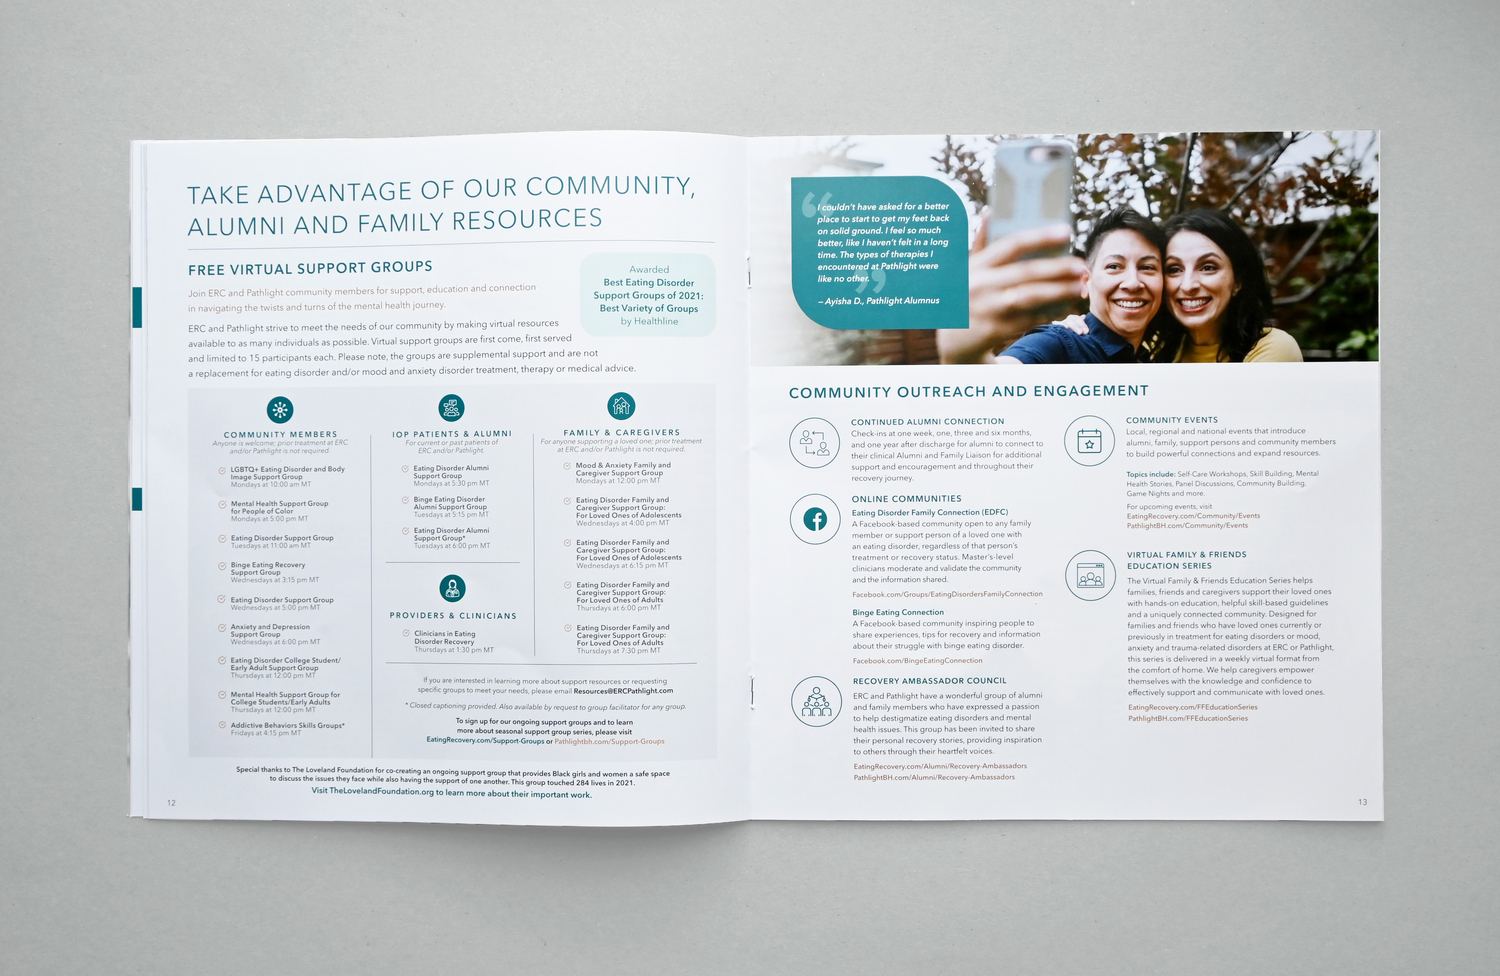 TAKE ADVANTAGE OF OUR COMMUNITY,
ALUMNI AND FAMILY RESOURCES
FREE VIRTUAL SUPPORT GROUPS
Join ERC and Pathlight community members for support, education and connection
in navigating the twists and turns of the mental health journey.
ERC and Pathlight strive to meet the needs of our community by making virtual resources
available to as many individuals as possible. Virtual support groups are first come, first served
and limited to 15 participants each. Please note, the groups are supplemental support and are not
a replacement for eating disorder and/or mood and anxiety disorder treatment, therapy or medical advice.
Awarded
Best Eating Disorder
Support Groups of 2021:
Best Variety of Groups
by Healthline
COMMUNITY MEMBERS
Anyone is welcome; prior treatment at ERC
and/or Pathlight is not required.
LGBTQ+ Eating Disorder and Body
Image Support Group
Mondays at 10:00 am MT
Mental Health Support Group
for People of Color
Mondays at 5:00 pm MT
Eating Disorder Support Group
Tuesdays at 11:00 am MT
Binge Eating Recovery
Support Group
Wednesdays at 3:15 pm MT
Eating Disorder Support Group
Wednesdays at 5:00 pm MT
Anxiety and Depression
Support Group
Wednesdays at 6:00 pm MT
Eating Disorder College Student/
Early Adult Support Group
Thursdays at 12:00 pm MT
Mental Health Support Group for
College Students/Early Adults
Thursdays at 12:00 pm MT
Addictive Behaviors Skills Groups*
Fridays at 4:15 pm MT
IOP PATIENTS & ALUMNI
For current or past patients of
ERC and/or Pathlight.
Eating Disorder Alumni
Support Group
Mondays at 5:30 pm MT
Binge Eating Disorder
Alumni Support Group
Tuesdays at 5:15 pm MT
Eating Disorder Alumni
Support Group*
Tuesdays at 6:00 pm MT
PROVIDERS & CLINICIANS
Clinicians in Eating
Disorder Recovery
Thursdays at 1:30 pm MT
FAMILY & CAREGIVERS
For anyone supporting a loved one; prior treatment
at ERC and/or Pathlight is not required.
Mood & Anxiety Family and
Caregiver Support Group
Mondays at 12:00 pm MT
Eating Disorder Family and
Caregiver Support Group:
For Loved Ones of Adolescents
Wednesdays at 4:00 pm MT
Eating Disorder Family and
Caregiver Support Group:
For Loved Ones of Adolescents
Wednesdays at 6:15 pm MT
Eating Disorder Family and
Caregiver Support Group:
For Loved Ones of Adults
Thursdays at 6:00 pm MT
Eating Disorder Family and
Caregiver Support Group:
For Loved Ones of Adults
Thursdays at 7:30 pm MT
If you are interested in learning more about support resources or requesting
specific groups to meet your needs, please email Resources@ERCPathlight.com
* Closed captioning provided. Also available by request to group facilitator for any group.
To sign up for our ongoing support groups and to learn
more about seasonal support group series, please visit
EatingRecovery.com/Support-Groups or Pathlightbh.com/Support-Groups
Special thanks to The Loveland Foundation for co-creating an ongoing support group that provides Black girls and women a safe space
to discuss the issues they face while also having the support of one another. This group touched 284 lives in 2021.
Visit TheLovelandFoundation.org to learn more about their important work.
12
“I couldn't have asked for a better
place to start to get my feet back
on solid ground. I feel so much
better, like I haven't felt in a long
time. The types of therapies I
encountered at Pathlight were
like no other.”
– Ayisha D., Pathlight Alumnus
COMMUNITY OUTREACH AND ENGAGEMENT
CONTINUED ALUMNI CONNECTION
Check-ins at one week, one, three and six months,
and one year after discharge for alumni to connect to
their clinical Alumni and Family Liaison for additional
support and encouragement and throughout their
recovery journey.
ONLINE COMMUNITIES
Eating Disorder Family Connection (EDFC)
A Facebook-based community open to any family
member or support person of a loved one with
an eating disorder, regardless of that person's
treatment or recovery status. Master's-level
clinicians moderate and validate the community
and the information shared.
Facebook.com/Groups/EatingDisordersFamilyConnection
Binge Eating Connection
A Facebook-based community inspiring people to
share experiences, tips for recovery and information
about their struggle with binge eating disorder.
Facebook.com/BingeEatingConnection
RECOVERY AMBASSADOR COUNCIL
ERC and Pathlight have a wonderful group of alumni
and family members who have expressed a passion
to help destigmatize eating disorders and mental
health issues. This group has been invited to share
their personal recovery stories, providing inspiration
to others through their heartfelt voices.
EatingRecovery.com/Alumni/Recovery-Ambassadors
PathlightBH.com/Alumni/Recovery-Ambassadors
COMMUNITY EVENTS
Local, regional and national events that introduce
alumni, family, support persons and community members
to build powerful connections and expand resources.
Topics include: Self-Care Workshops, Skill Building, Mental
Health Stories, Panel Discussions, Community Building,
Game Nights and more.
For upcoming events, visit
EatingRecovery.com/Community/Events
PathlightBH.com/Community/Events
VIRTUAL FAMILY & FRIENDS
EDUCATION SERIES
The Virtual Family & Friends Education Series helps
families, friends and caregivers support their loved ones
with hands-on education, helpful skill-based guidelines
and a uniquely connected community. Designed for
families and friends who have loved ones currently or
previously in treatment for eating disorders or mood,
anxiety and trauma-related disorders at ERC or Pathlight,
this series is delivered in a weekly virtual format from
the comfort of home. We help caregivers empower
themselves with the knowledge and confidence to
effectively support and communicate with loved ones.
EatingRecovery.com/FFEducationSeries
PathlightBH.com/FFEducationSeries
13